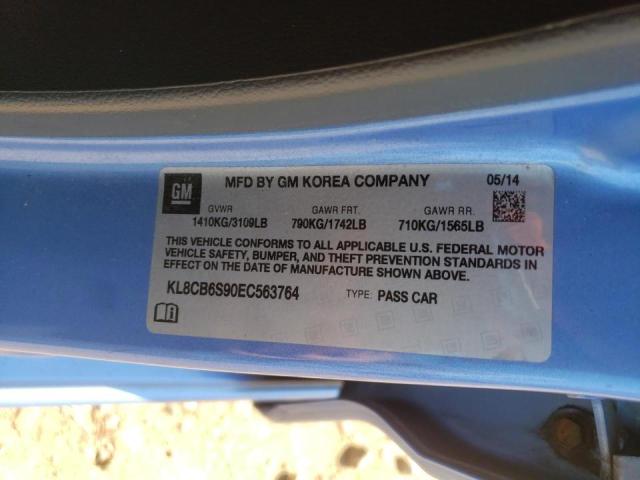 GM
MFD BY GM KOREA COMPANY 05/14
GVWR GAWR FRT. GAWR RR.
1410KG/3109LB 790KG/1742LB 710KG/1565LB
THIS VEHICLE CONFORMS TO ALL APPLICABLE U.S. FEDERAL MOTOR
VEHICLE SAFETY, BUMPER, AND THEFT PREVENTION STANDARDS IN
EFFECT ON THE DATE OF MANUFACTURE SHOWN ABOVE.
KL8CB6S90EC563764 TYPE: PASS CAR